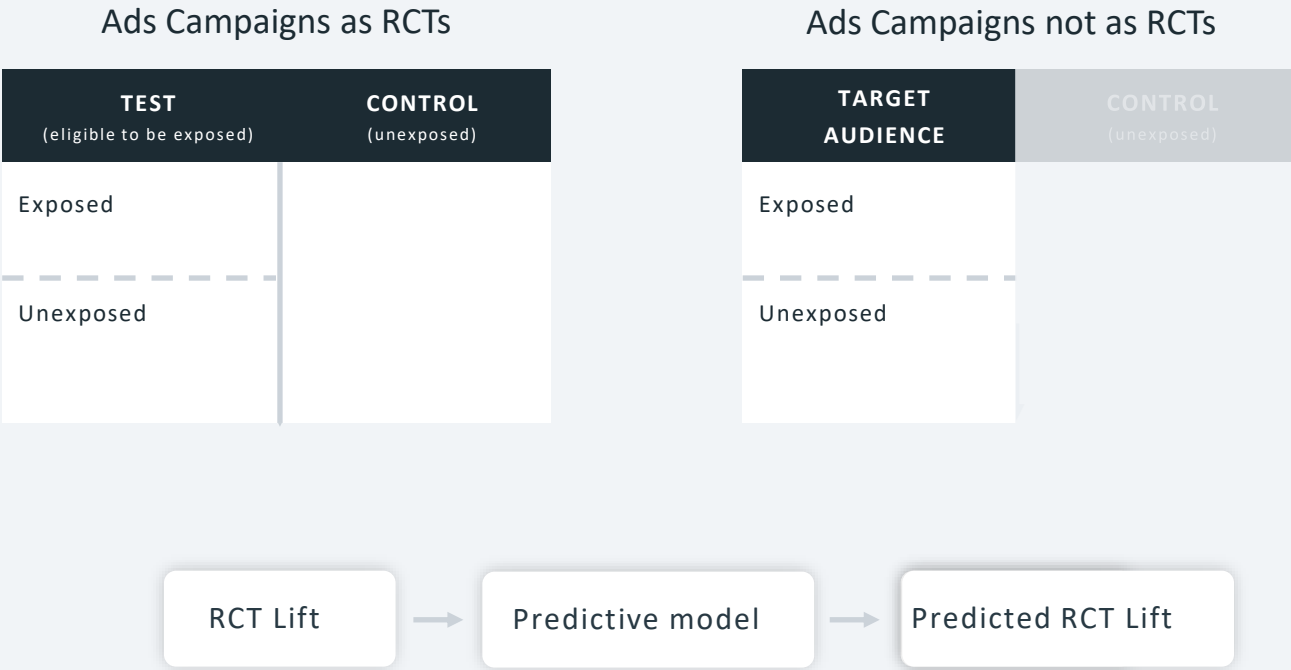 Ads Campaigns as RCTs
TEST
(eligible to be exposed)
CONTROL
(unexposed)
Exposed
Unexposed
Ads Campaigns not as RCTs
TARGET
AUDIENCE
CONTROL
(unexposed)
Exposed
Unexposed
RCT Lift
Predictive model
Predicted RCT Lift